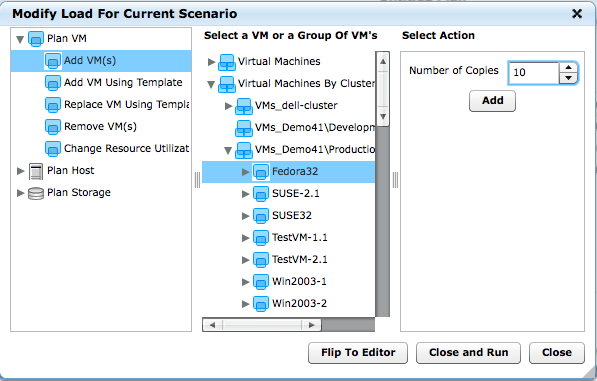 Modify Load For Current Scenario
Plan VM
Add VM(s)
Add VM Using Template
Replace VM Using Templa
Remove VM(s)
Change Resource Utilizat
Plan Host
Plan Storage
Select a VM or a Group Of VM's
Virtual Machines
Virtual Machines By Cluster
VMs_dell-cluster
VMs_Demo41\Developm
VMs_Demo41\Productio
Fedora32
SUSE-2.1
SUSE32
TestVM-1.1
TestVM-2.1
Win2003-1
Win2003-2
Select Action
Number of Copies 10
Add
Flip To Editor Close and Run Close